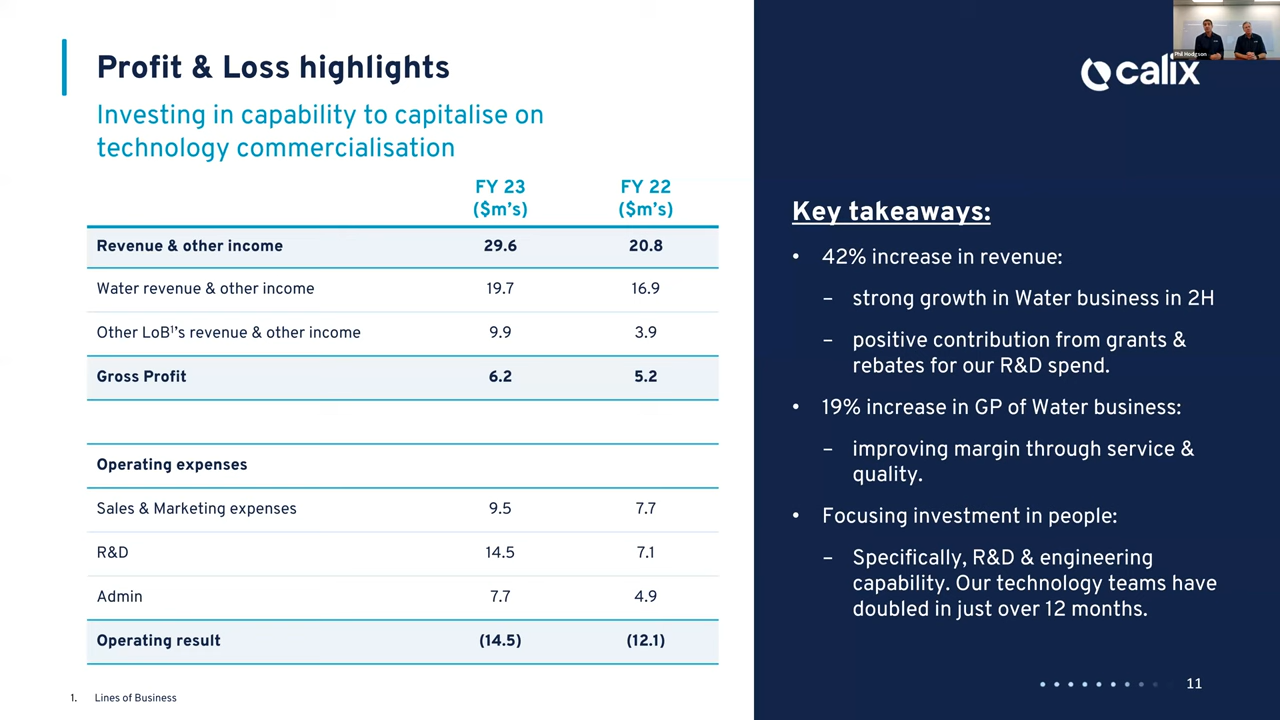 Profit & Loss highlights
Investing in capability to capitalise on
technology commercialisation
FY 23 FY 22
($m's) ($m's)
Revenue & other income 29.6 20.8
Water revenue & other income 19.7 16.9
Other LoB¹'s revenue & other income 9.9 3.9
Gross Profit 6.2 5.2
Operating expenses
Sales & Marketing expenses 9.5 7.7
R&D 14.5 7.1
Admin 7.7 4.9
Operating result (14.5) (12.1)
1. Lines of Business
Phil Hodgson
calix
Key takeaways:
• 42% increase in revenue:
– strong growth in Water business in 2H
– positive contribution from grants &
rebates for our R&D spend.
• 19% increase in GP of Water business:
– improving margin through service &
quality.
• Focusing investment in people:
– Specifically, R&D & engineering
capability. Our technology teams have
doubled in just over 12 months.
11